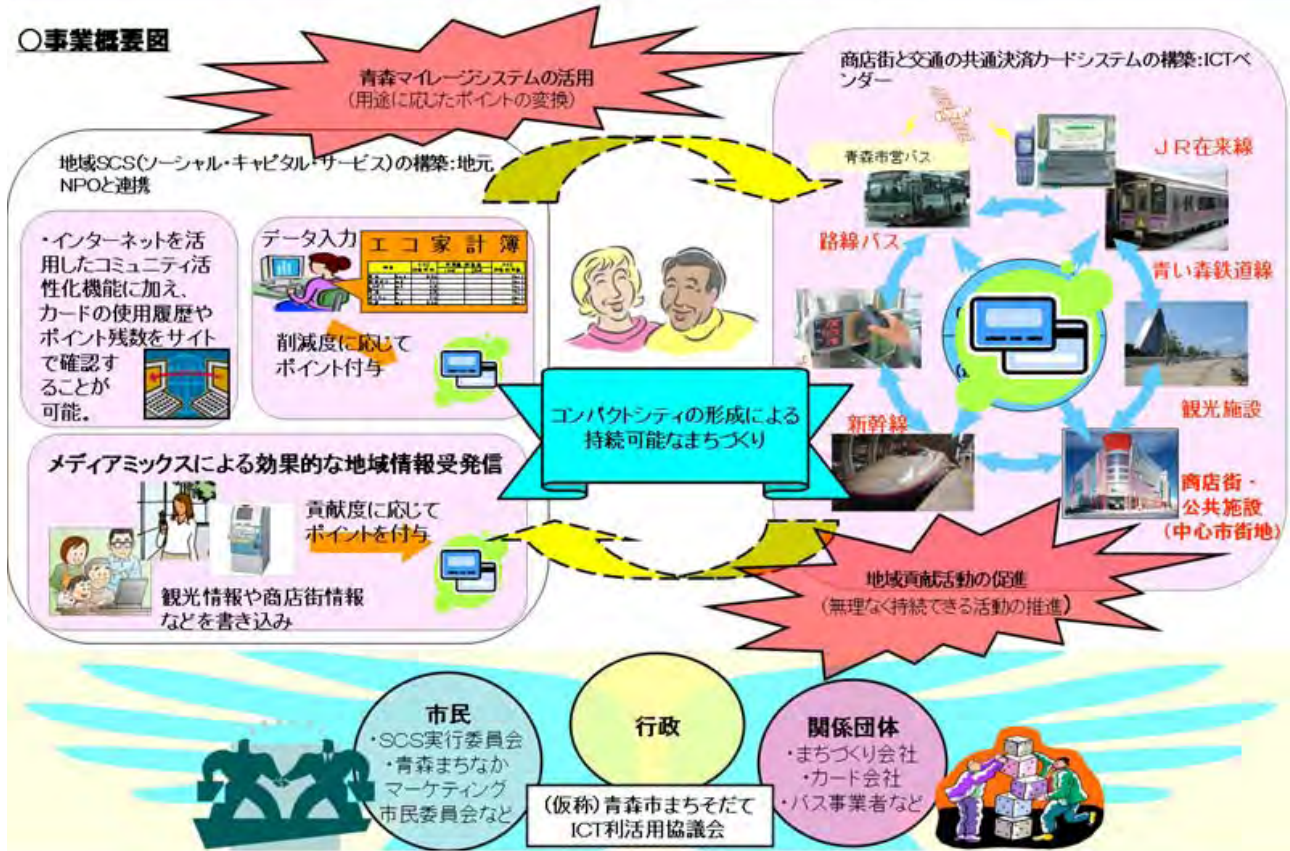 ○事業概要図
青森マイレージシステムの活用
(用途に応じたポイントの変換)
地域SCS(ソーシャル・キャピタル・サービス)の構築:地元
NPOと連携
・インターネットを活
用したコミュニティ活
性化機能に加え、
カードの使用履歴や
ポイント残数をサイト
で確認す
ることが
可能。
データ入力
エコ家計簿
削減度に応じて
ポイント付与
メディアミックスによる効果的な地域情報受発信
貢献度に応じて
ポイントを付与
観光情報や商店街情報
などを書き込み
コンパクトシティの形成による
持続可能なまちづくり
商店街と交通の共通決済カードシステムの構築:ICTベ
ンダー
青森市営バス
JR在来線
路線バス
青い森鉄道線
観光施設
新幹線
商店街・
公共施設
(中心市街地)
地域貢献活動の促進
(無理なく持続できる活動の推進)
市民
・SCS実行委員会
・青森まちなか
マーケティング
市民委員会など
行政
(仮称)青森市まちそだて
ICT利活用協議会
関係団体
・まちづくり会社
・カード会社
・バス事業者など